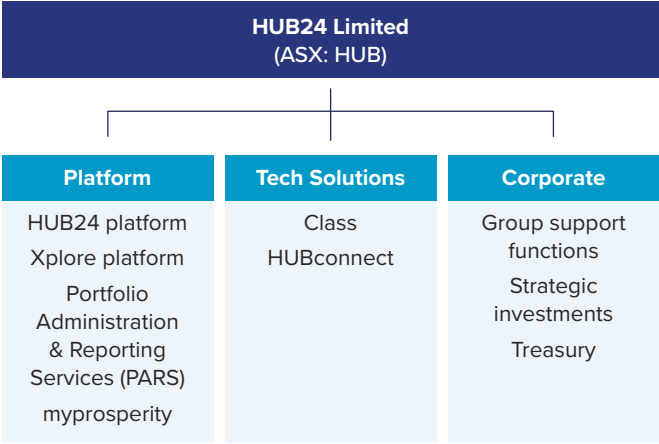 HUB24 Limited
(ASX: HUB)
Platform
HUB24 platform
Xplore platform
Portfolio
Administration
& Reporting
Services (PARS)
myprosperity
Tech Solutions
Class
HUBconnect
Corporate
Group support
functions
Strategic
investments
Treasury